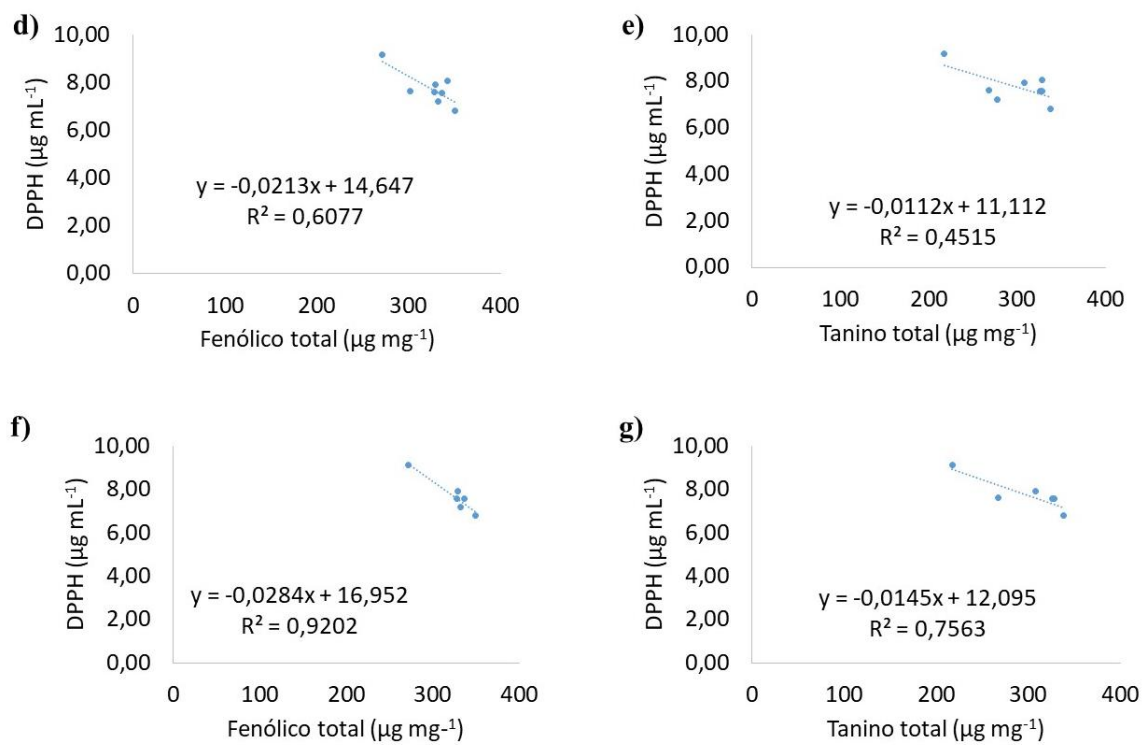 d)
10,00
8,00
6,00
4,00
2,00
0,00
DPPH (µg mL⁻¹)
y = -0,0213x + 14,647
R² = 0,6077
0 100 200 300 400
Fenólico total (µg mg⁻¹)
e)
10,00
8,00
6,00
4,00
2,00
0,00
DPPH (µg mL⁻¹)
y = -0,0112x + 11,112
R² = 0,4515
0 100 200 300 400
Tanino total (µg mg⁻¹)
f)
10,00
8,00
6,00
4,00
2,00
0,00
DPPH (µg mL⁻¹)
y = -0,0284x + 16,952
R² = 0,9202
0 100 200 300 400
Fenólico total (µg mg-¹)
g)
10,00
8,00
6,00
4,00
2,00
0,00
DPPH (µg mL⁻¹)
y = -0,0145x + 12,095
R² = 0,7563
0 100 200 300 400
Tanino total (µg mg⁻¹)